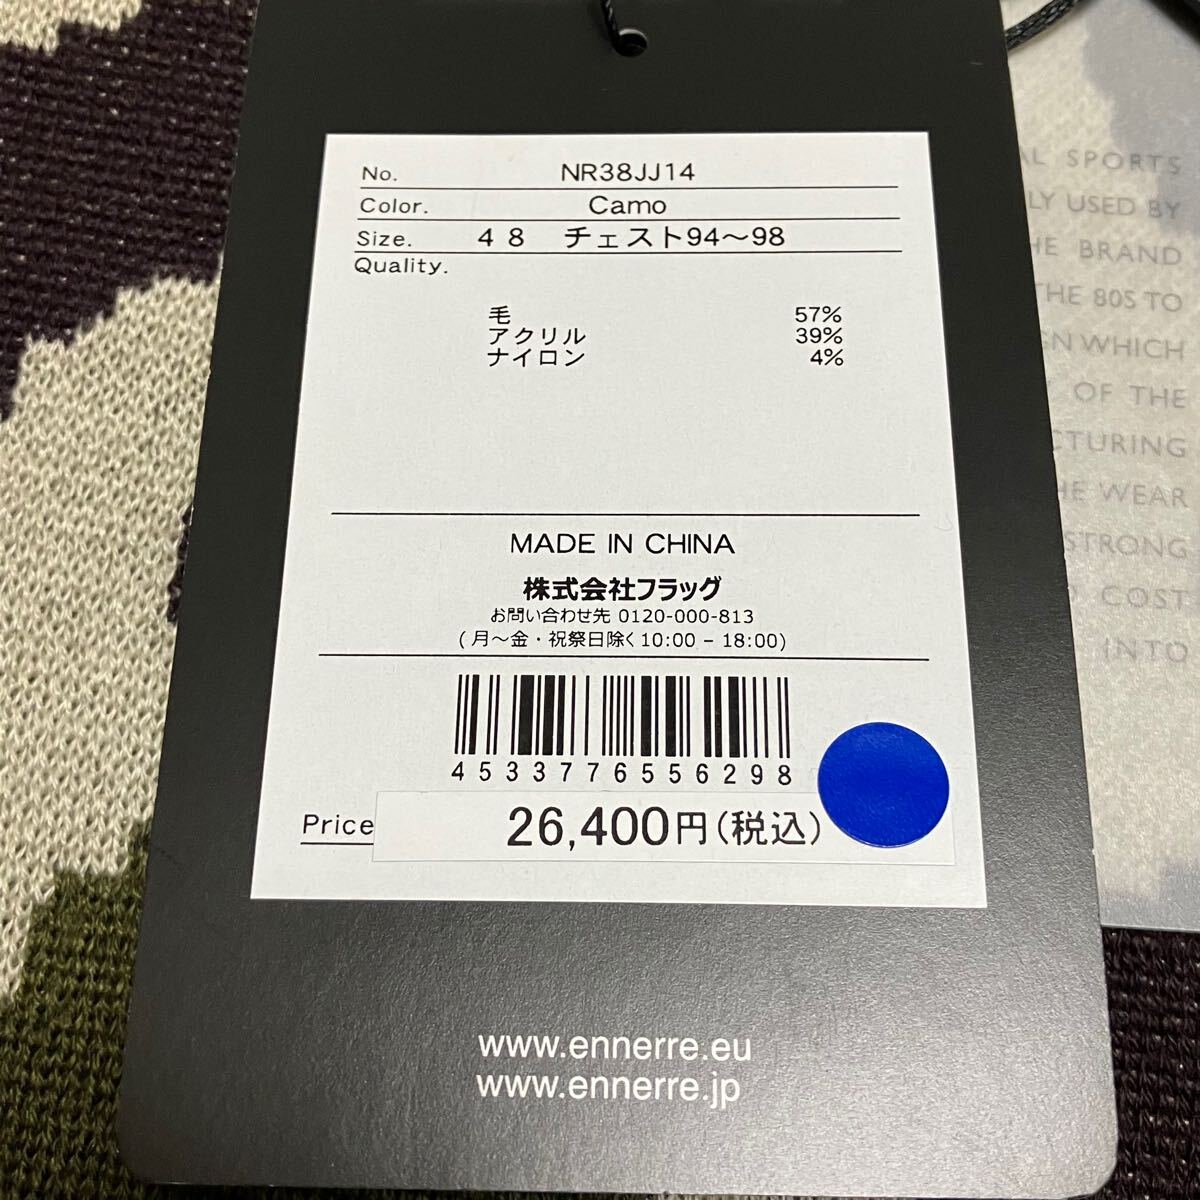 No. NR38JJ14
Color. Camo
Size. 48 チェスト94〜98
Quality.
毛 57%
アクリル 39%
ナイロン 4%
MADE IN CHINA
株式会社フラッグ
お問い合わせ先 0120-000-813
(月〜金・祝祭日除く10:00 – 18:00)
4533776556298
Price 26,400円(税込)
www.ennerre.eu
www.ennerre.jp
SPORTS
USED BY
BRAND
THE 80S TO
WHICH
OF THE
WEAR
STRONG
COST
INTO